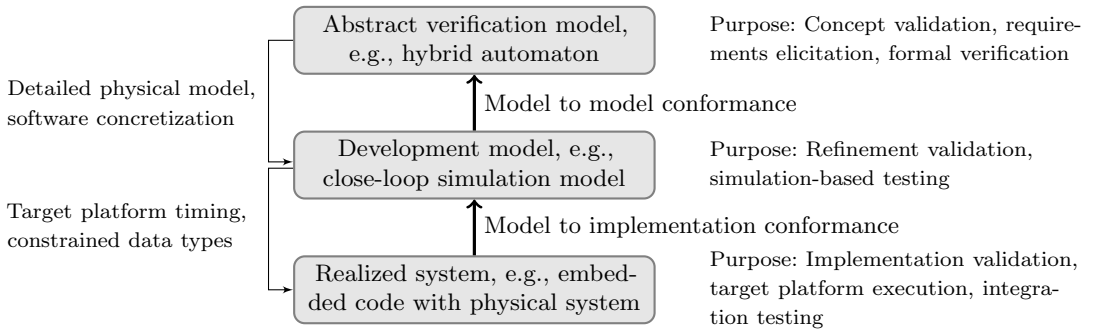 Abstract verification model,
e.g., hybrid automaton
Purpose: Concept validation, require-
ments elicitation, formal verification
Detailed physical model,
software concretization
Model to model conformance
Development model, e.g.,
close-loop simulation model
Purpose: Refinement validation,
simulation-based testing
Target platform timing,
constrained data types
Model to implementation conformance
Realized system, e.g., embed-
ded code with physical system
Purpose: Implementation validation,
target platform execution, integra-
tion testing